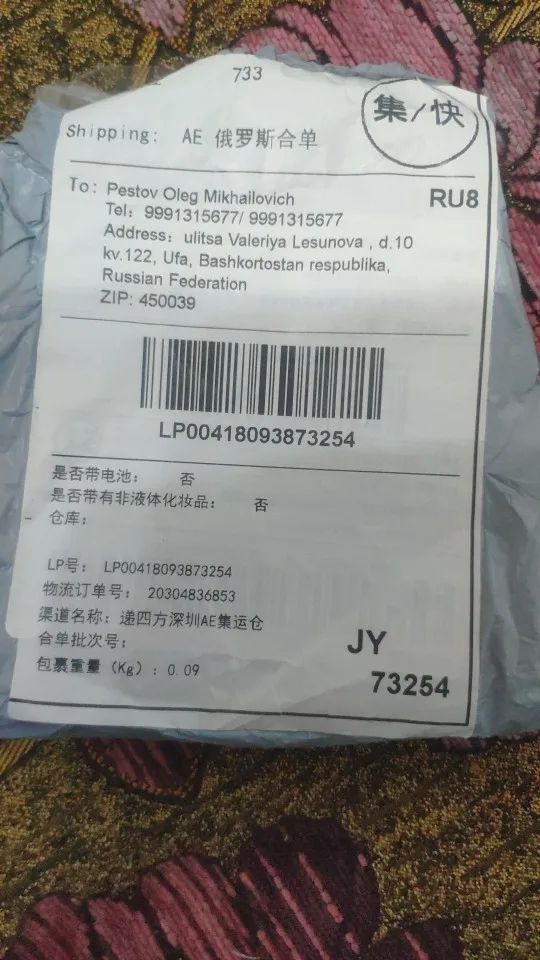 733
集/快
Shipping: AE 俄罗斯合单
RU8
To: Pestov Oleg Mikhailovich
Tel: 9991315677/ 9991315677
Address: ulitsa Valeriya Lesunova , d.10
kv.122, Ufa, Bashkortostan respublika,
Russian Federation
ZIP: 450039
LP00418093873254
是否带电池： 否
是否带有非液体化妆品： 否
仓库：
LP号： LP00418093873254
物流订单号： 20304836853
渠道名称：递四方深圳AE集运仓
合单批次号：
包裹重量（Kg）：0.09
JY
73254